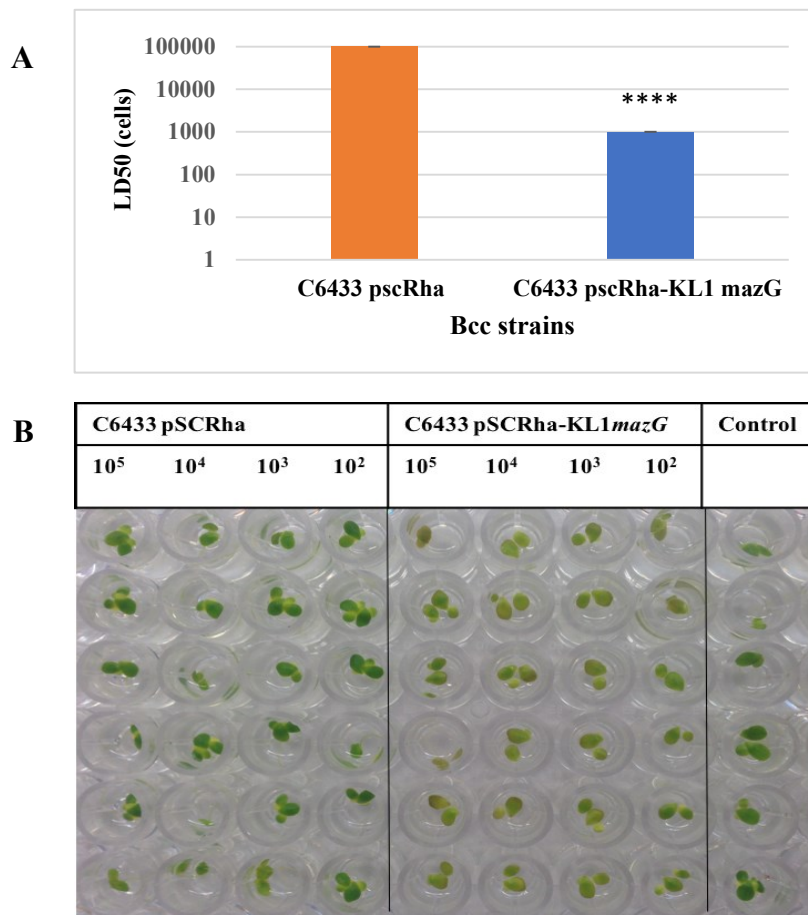 A
100000
10000
1000
100
10
1
LD50 (cells)
****
C6433 pscRha C6433 pscRha-KL1 mazG
Bcc strains
B
C6433 pSCRha C6433 pSCRha-KL1mazG Control
10⁵ 10⁴ 10³ 10² 10⁵ 10⁴ 10³ 10²